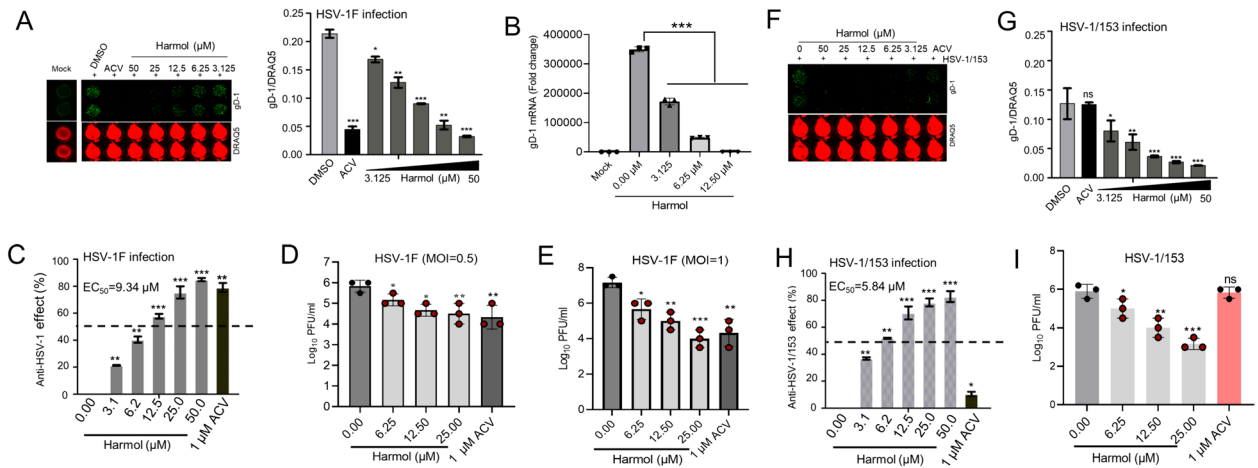 A
DMSO
ACV
Harmol (µM)
50 25 12.5 6.25 3.125
Mock
+ + + + + + +
gD-1
DRAQ5
HSV-1F infection
gD-1/DRAQ5
0.25
0.20
0.15
0.10
0.05
0.00
***
*
**
***
**
***
DMSO
ACV
3.125 Harmol (µM) 50
B
gD-1 mRNA (Fold change)
400000
300000
200000
100000
0
***
Mock
0.00 µM
3.125
6.25 µM
12.50 µM
Harmol
F
Harmol (µM)
0 50 25 12.5 6.25 3.125 ACV
+ + + + + + + HSV-1/153
gD-1
DRAQ5
G
HSV-1/153 infection
gD-1/DRAQ5
0.20
0.15
0.10
0.05
0.00
ns
*
**
***
***
***
DMSO
ACV
3.125 Harmol (µM) 50
C
HSV-1F infection
Anti-HSV-1 effect (%)
100
80
60
40
20
0
EC50=9.34 µM
**
**
***
***
***
**
0.00
3.1
6.2
12.5
25.0
50.0
1 µM ACV
Harmol (µM)
D
HSV-1F (MOI=0.5)
Log10 PFU/ml
7
6
5
4
3
2
1
0
*
*
**
**
0.00
6.25
12.50
25.00
1 µM ACV
Harmol (µM)
E
HSV-1F (MOI=1)
Log10 PFU/ml
8
6
4
2
0
*
**
***
**
0.00
6.25
12.50
25.00
1 µM ACV
Harmol (µM)
H
HSV-1/153 infection
Anti-HSV-1/153 effect (%)
100
80
60
40
20
0
EC50=5.84 µM
**
**
***
***
***
*
0.00
3.1
6.2
12.5
25.0
50.0
1 µM ACV
Harmol (µM)
I
HSV-1/153
Log10 PFU/ml
8
6
4
2
0
*
**
***
ns
0.00
6.25
12.50
25.00
1 µM ACV
Harmol (µM)